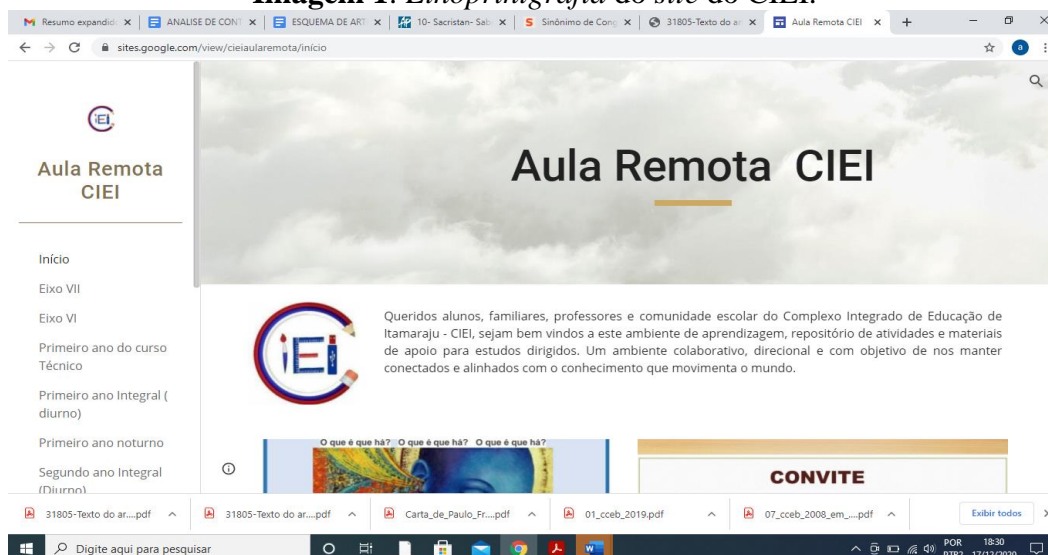 Imagem 1: Etnoprintgrafia do site do CIEI.
Resumo expandid
ANALISE DE CONT
ESQUEMA DE ART
10- Sacristan- Sab
Sinônimo de Cong
31805-Texto do ar
Aula Remota CIEI
sites.google.com/view/cieiaularemota/início
a
CIEI
Aula Remota
CIEI
Início
Eixo VII
Eixo VI
Primeiro ano do curso
Técnico
Primeiro ano Integral (
diurno)
Primeiro ano noturno
Segundo ano Integral
(Diurno)
Aula Remota CIEI
CIEI
Queridos alunos, familiares, professores e comunidade escolar do Complexo Integrado de Educação de
Itamaraju - CIEI, sejam bem vindos a este ambiente de aprendizagem, repositório de atividades e materiais
de apoio para estudos dirigidos. Um ambiente colaborativo, direcional e com objetivo de nos manter
conectados e alinhados com o conhecimento que movimenta o mundo.
O que é que há? O que é que há? O que é que há?
CONVITE
31805-Texto do ar....pdf
31805-Texto do ar....pdf
Carta_de_Paulo_Fr....pdf
01_cceb_2019.pdf
07_cceb_2008_em_....pdf
Exibir todos
Digite aqui para pesquisar
POR
PTB2
18:30
17/12/2020